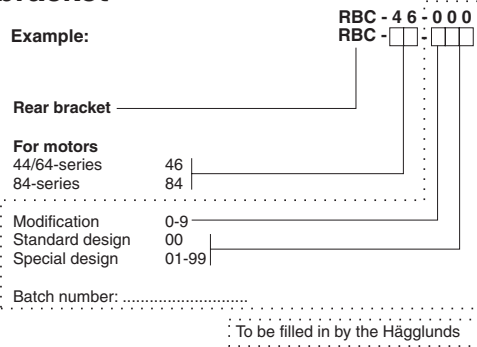 RBC - 4 6 - 0 0 0
Example: RBC - -
Rear bracket
For motors
44/64-series 46
84-series 84
Modification 0-9
Standard design 00
Special design 01-99
Batch number: ...........................
To be filled in by the Hägglunds